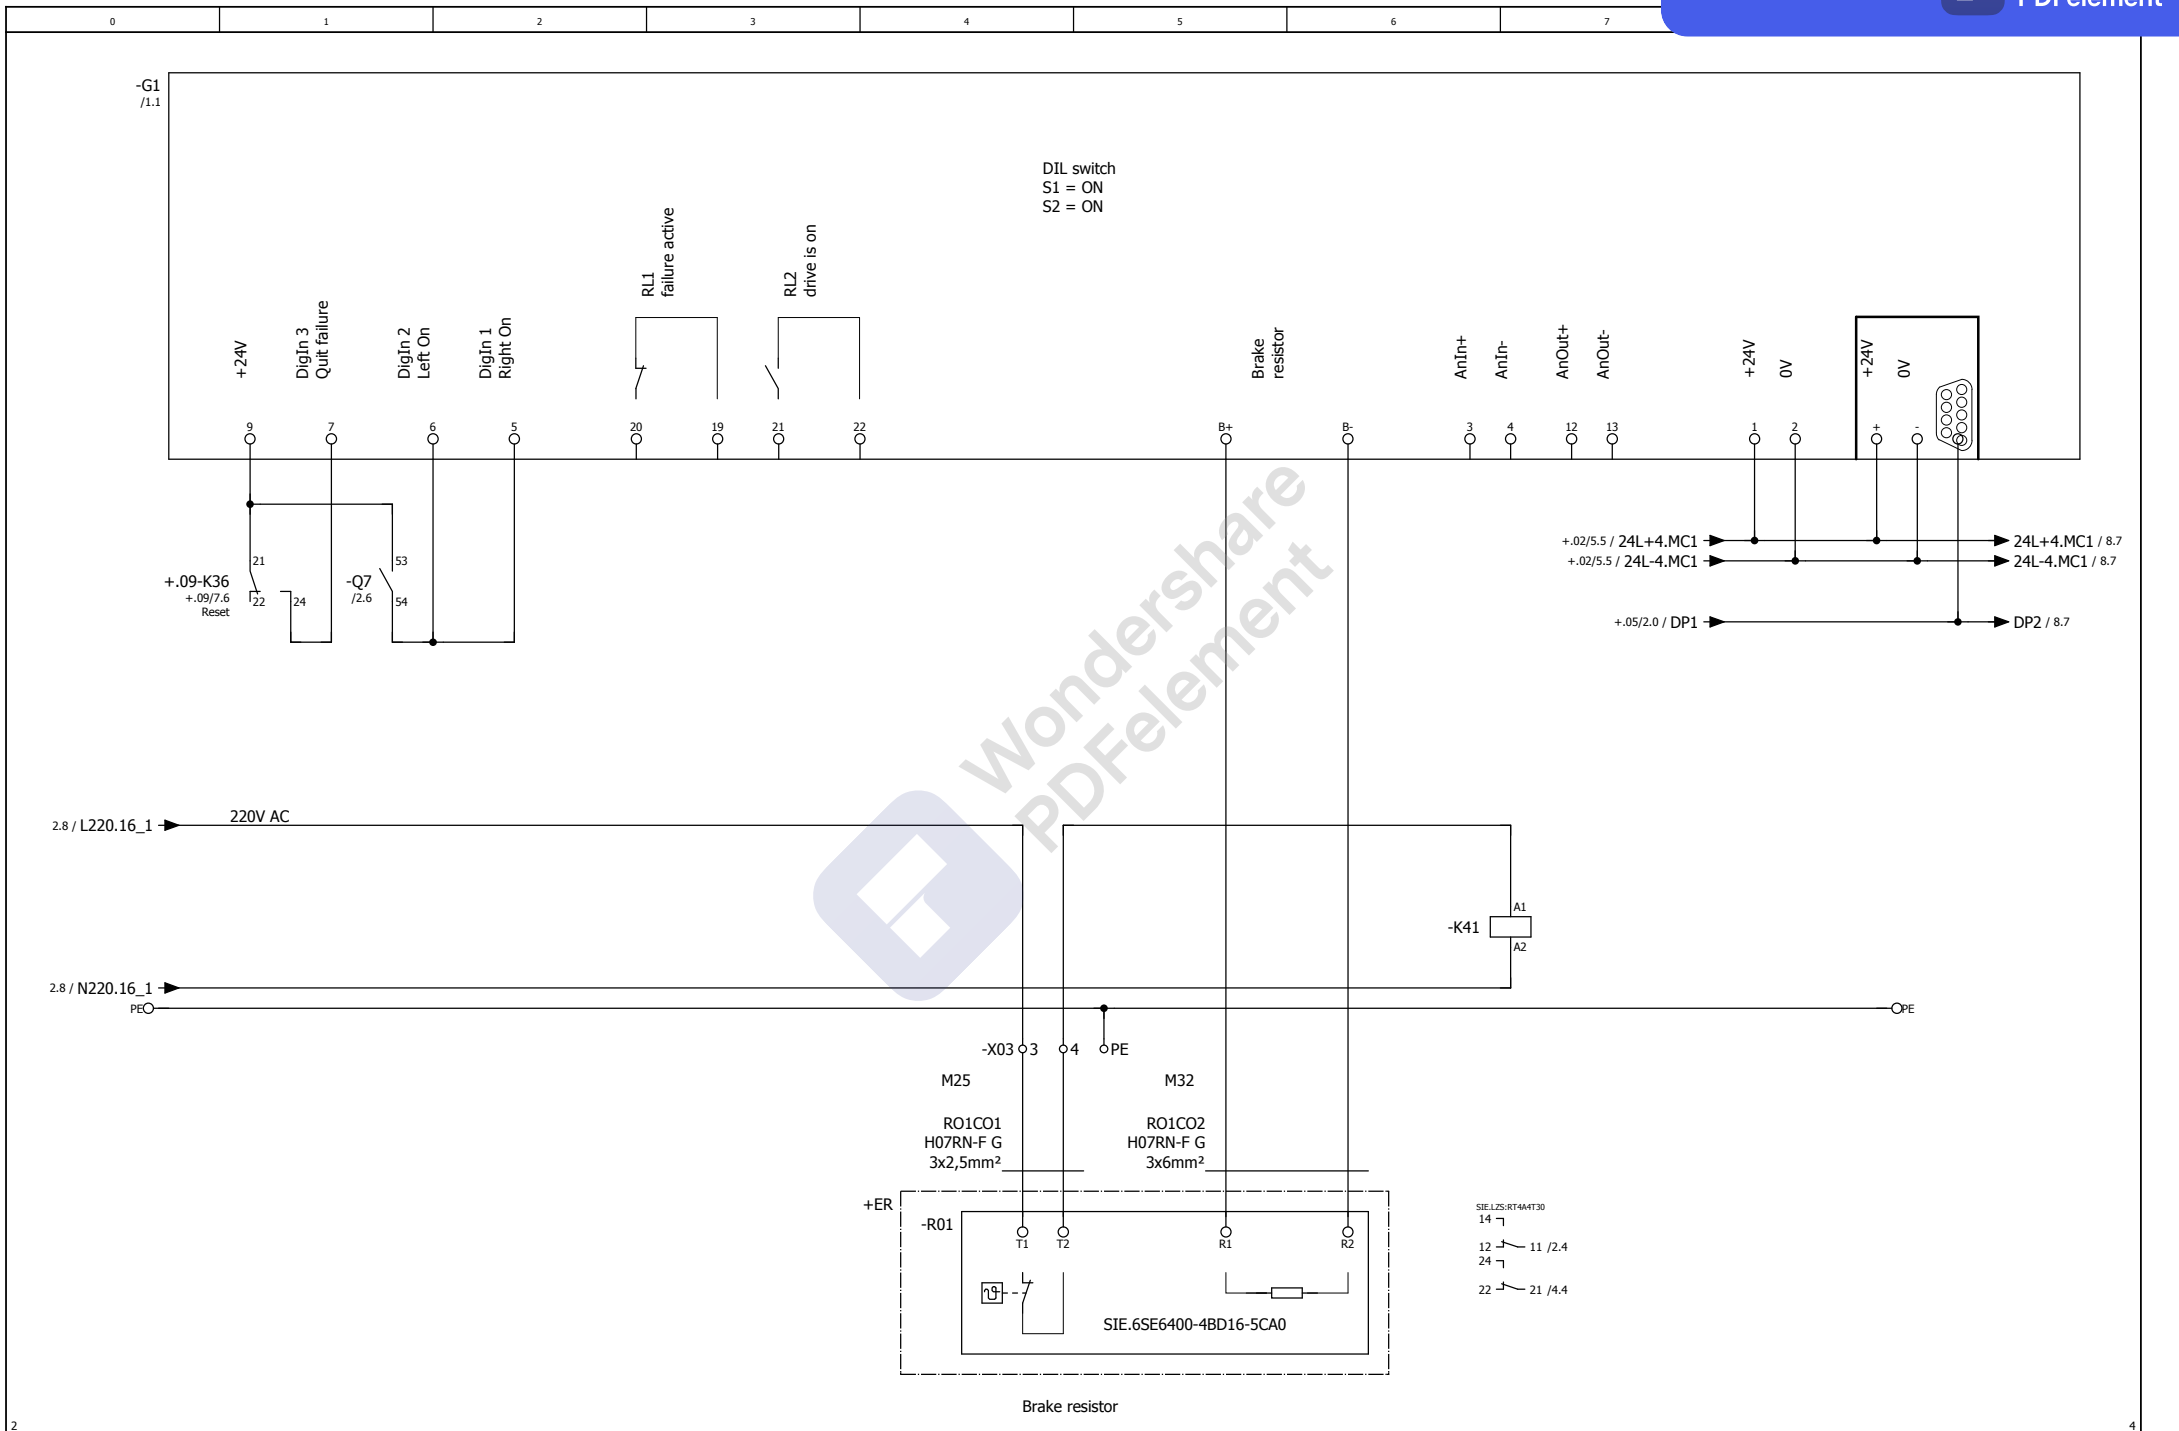 0 1 2 3 4 5 6 7
PDFelement
-G1
/1.1
DIL switch
S1 = ON
S2 = ON
+24V
DigIn 3
Quit failure
DigIn 2
Left On
DigIn 1
Right On
RL1
failure active
RL2
drive is on
Brake
resistor
AnIn+
AnIn-
AnOut+
AnOut-
+24V
0V
+24V
0V
9 7 6 5 20 19 21 22 B+ B- 3 4 12 13 1 2 + -
21
22
24
+.09-K36
+.09/7.6
Reset
53
54
-Q7
/2.6
+.02/5.5 / 24L+4.MC1
24L+4.MC1 / 8.7
+.02/5.5 / 24L-4.MC1
24L-4.MC1 / 8.7
+.05/2.0 / DP1
DP2 / 8.7
Wondershare
PDFelement
2.8 / L220.16_1
220V AC
-K41
A1
A2
2.8 / N220.16_1
PE
PE
-X03 3 4 PE
M25
M32
RO1CO1
H07RN-F G
3x2,5mm²
RO1CO2
H07RN-F G
3x6mm²
+ER
-R01
T1 T2 R1 R2
SIE.6SE6400-4BD16-5CA0
SIE.LZS:RT4A4T30
14
12 11 /2.4
24
22 21 /4.4
Brake resistor
2
4